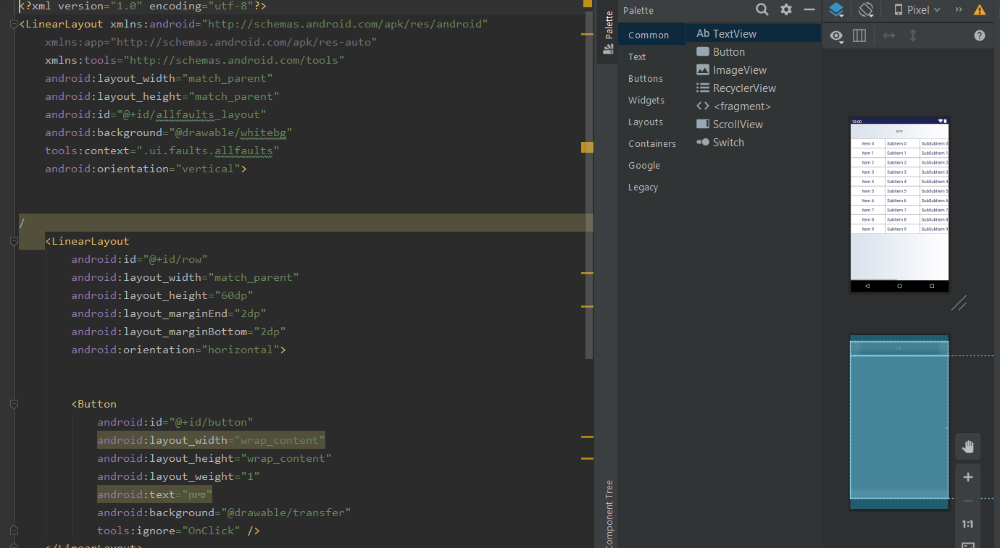 <?xml version="1.0" encoding="utf-8"?>
<LinearLayout xmlns:android="http://schemas.android.com/apk/res/android"
xmlns:app="http://schemas.android.com/apk/res-auto"
xmlns:tools="http://schemas.android.com/tools"
android:layout_width="match_parent"
android:layout_height="match_parent"
android:id="@+id/allfaults_layout"
android:background="@drawable/whitebg"
tools:context=".ui.faults.allfaults"
android:orientation="vertical">
/
<LinearLayout
android:id="@+id/row"
android:layout_width="match_parent"
android:layout_height="60dp"
android:layout_marginEnd="2dp"
android:layout_marginBottom="2dp"
android:orientation="horizontal">
<Button
android:id="@+id/button"
android:layout_width="wrap_content"
android:layout_height="wrap_content"
android:layout_weight="1"
android:text="סינון"
android:background="@drawable/transfer"
tools:ignore="OnClick" />
</LinearLayout>
Palette
Component Tree
Palette
Common
Text
Buttons
Widgets
Layouts
Containers
Google
Legacy
Ab TextView
Button
ImageView
RecyclerView
<fragment>
ScrollView
Switch
Pixel
10:00
סינון
Item 0 SubItem 0 SubSubItem 0
Item 1 SubItem 1 SubSubItem 1
Item 2 SubItem 2 SubSubItem 2
Item 3 SubItem 3 SubSubItem 3
Item 4 SubItem 4 SubSubItem 4
Item 5 SubItem 5 SubSubItem 5
Item 6 SubItem 6 SubSubItem 6
Item 7 SubItem 7 SubSubItem 7
Item 8 SubItem 8 SubSubItem 8
Item 9 SubItem 9 SubSubItem 9
1:1